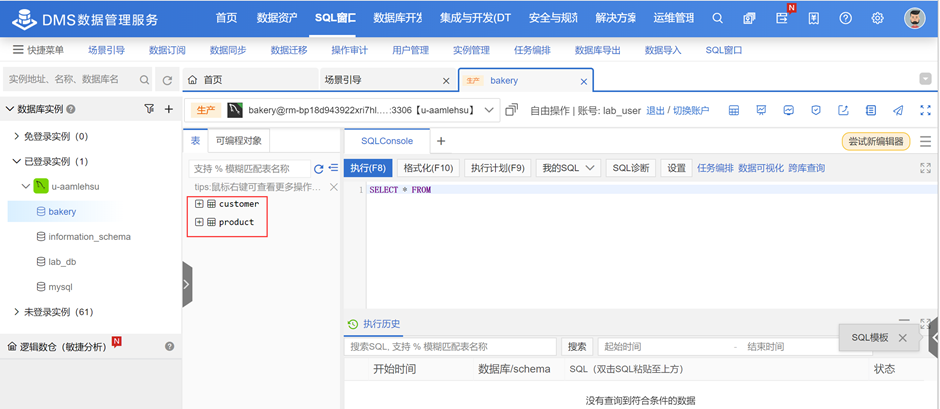 DMS数据管理服务 首页 数据资产 SQL窗口 数据库开发 集成与开发(DT 安全与规范 解决方案 运维管理 N
快捷菜单 场景引导 数据订阅 数据同步 数据迁移 操作审计 用户管理 实例管理 任务编排 数据库导出 数据导入 SQL窗口
实例地址、名称、数据库名 首页 场景引导 生产 bakery
数据库实例 生产 bakery@rm-bp18d943922xri7hl.…:3306【u-aamlehsu】 自由操作 | 账号: lab_user 退出 / 切换账户
免登录实例 (0) 表 可编程对象 SQLConsole 尝试新编辑器
已登录实例 (1) 支持 % 模糊匹配表名称 执行(F8) 格式化(F10) 执行计划(F9) 我的SQL SQL诊断 设置 任务编排 数据可视化 跨库查询
u-aamlehsu tips:鼠标右键可查看更多操作… 1 SELECT * FROM
bakery customer
information_schema product
lab_db
mysql
未登录实例 (61) 执行历史
逻辑数仓（敏捷分析） N 搜索SQL, 支持 % 模糊匹配表名称 搜索 起始时间 - 结束时间 SQL模板
开始时间 数据库/schema SQL（双击SQL粘贴至上方） 状态
没有查询到符合条件的数据